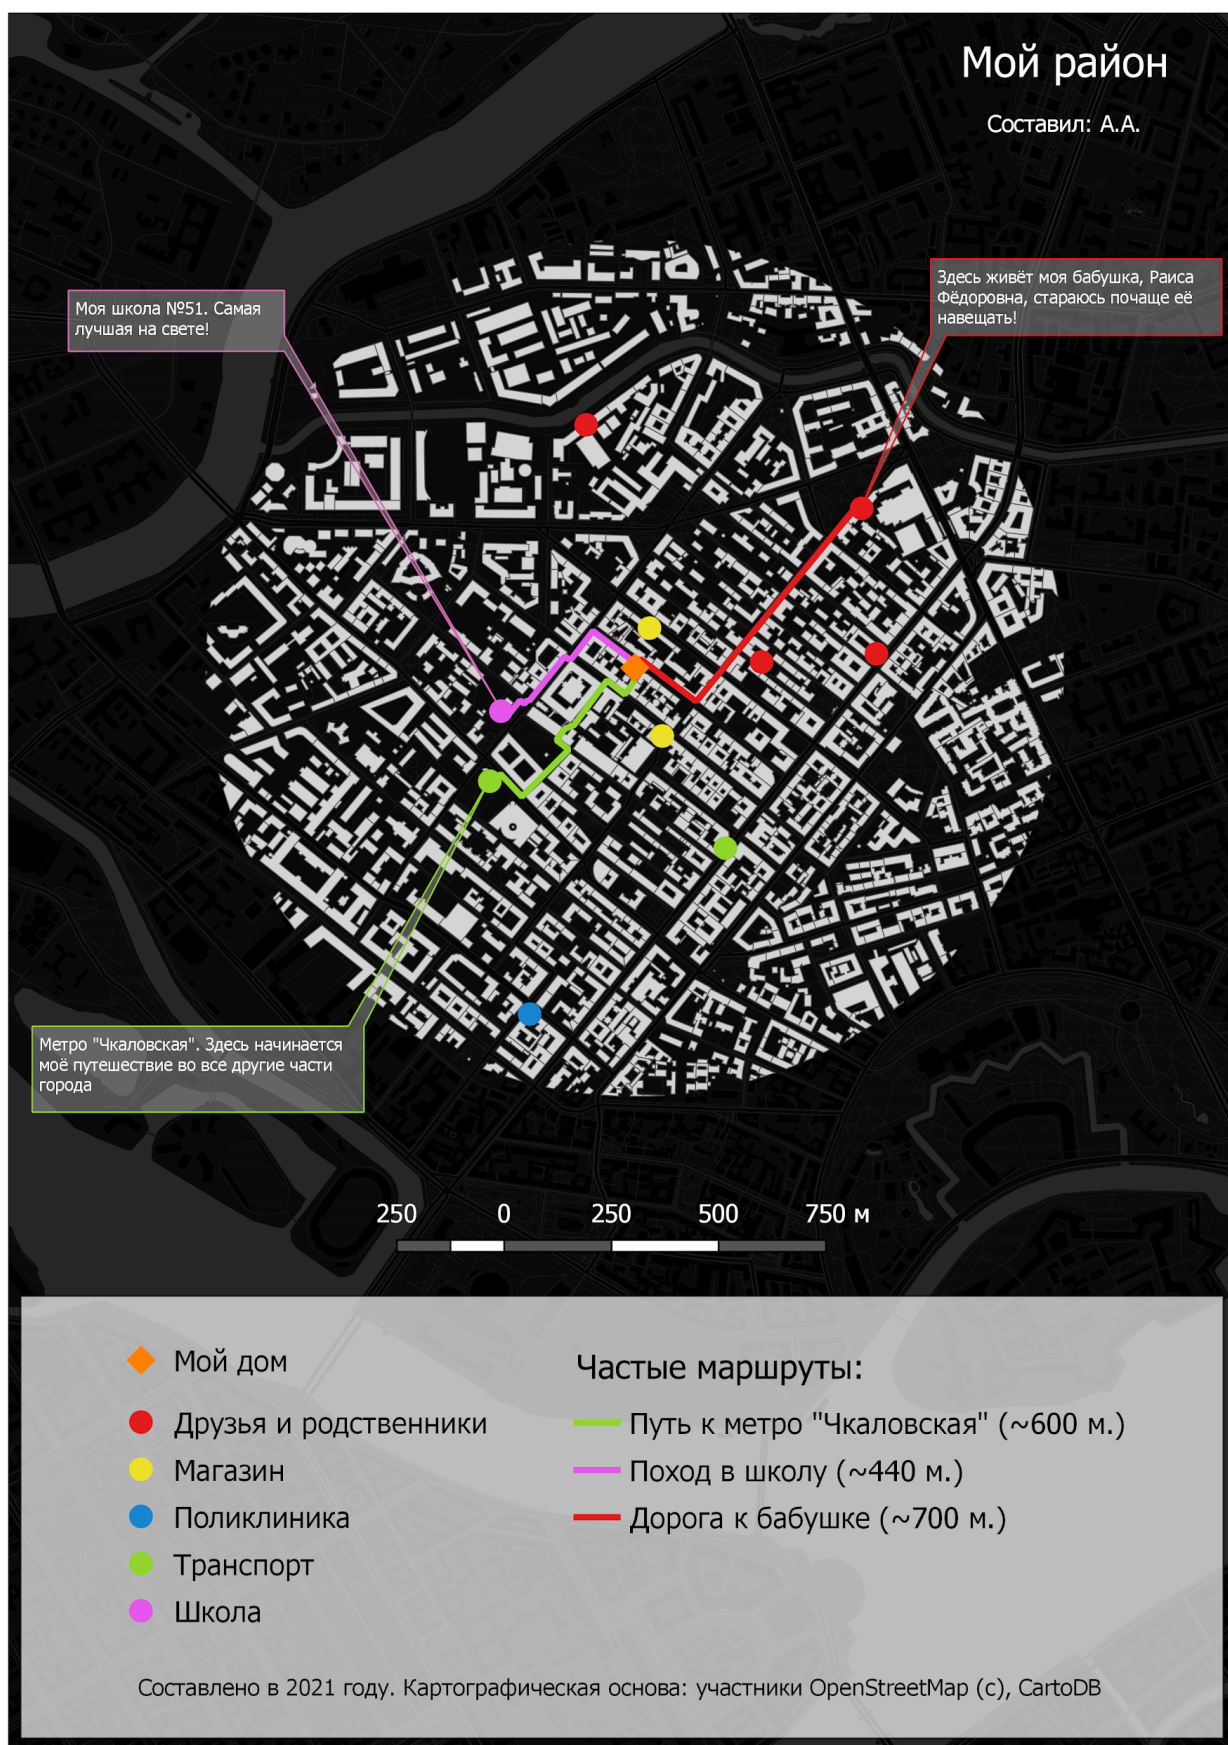 Мой район
Составил: А.А.
Здесь живёт моя бабушка, Раиса
Фёдоровна, стараюсь почаще её
навещать!
Моя школа №51. Самая
лучшая на свете!
Метро "Чкаловская". Здесь начинается
моё путешествие во все другие части
города
250 0 250 500 750 м
Мой дом
Друзья и родственники
Магазин
Поликлиника
Транспорт
Школа
Частые маршруты:
Путь к метро "Чкаловская" (~600 м.)
Поход в школу (~440 м.)
Дорога к бабушке (~700 м.)
Составлено в 2021 году. Картографическая основа: участники OpenStreetMap (c), CartoDB